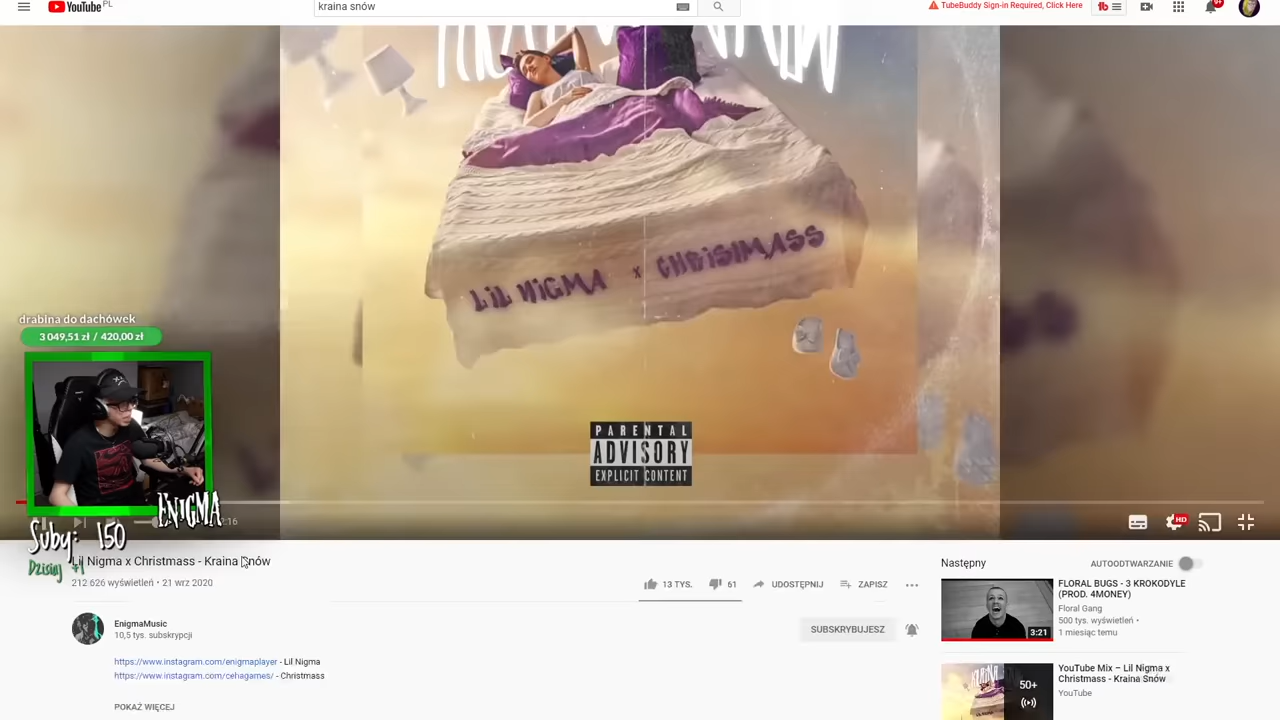 YouTube PL
kraina snów
TubeBuddy Sign-in Required, Click Here
tb
9+
LiL NiGMA x CHRiSTMASS
drabina do dachówek
3 049,51 zł / 420,00 zł
PARENTAL
ADVISORY
EXPLICIT CONTENT
ENIGMA
:16
HD
Suby: 150
Dzisiaj +1
Lil Nigma x Christmass - Kraina Snów
212 626 wyświetleń • 21 wrz 2020
13 TYS.
61
UDOSTĘPNIJ
ZAPISZ
EnigmaMusic
10,5 tys. subskrypcji
SUBSKRYBUJESZ
https://www.instagram.com/enigmaplayer - Lil Nigma
https://www.instagram.com/cehagames/ - Christmass
POKAŻ WIĘCEJ
Następny
AUTOODTWARZANIE
FLORAL BUGS - 3 KROKODYLE
(PROD. 4MONEY)
Floral Gang
500 tys. wyświetleń •
1 miesiąc temu
3:21
YouTube Mix – Lil Nigma x
Christmass - Kraina Snów
YouTube
50+